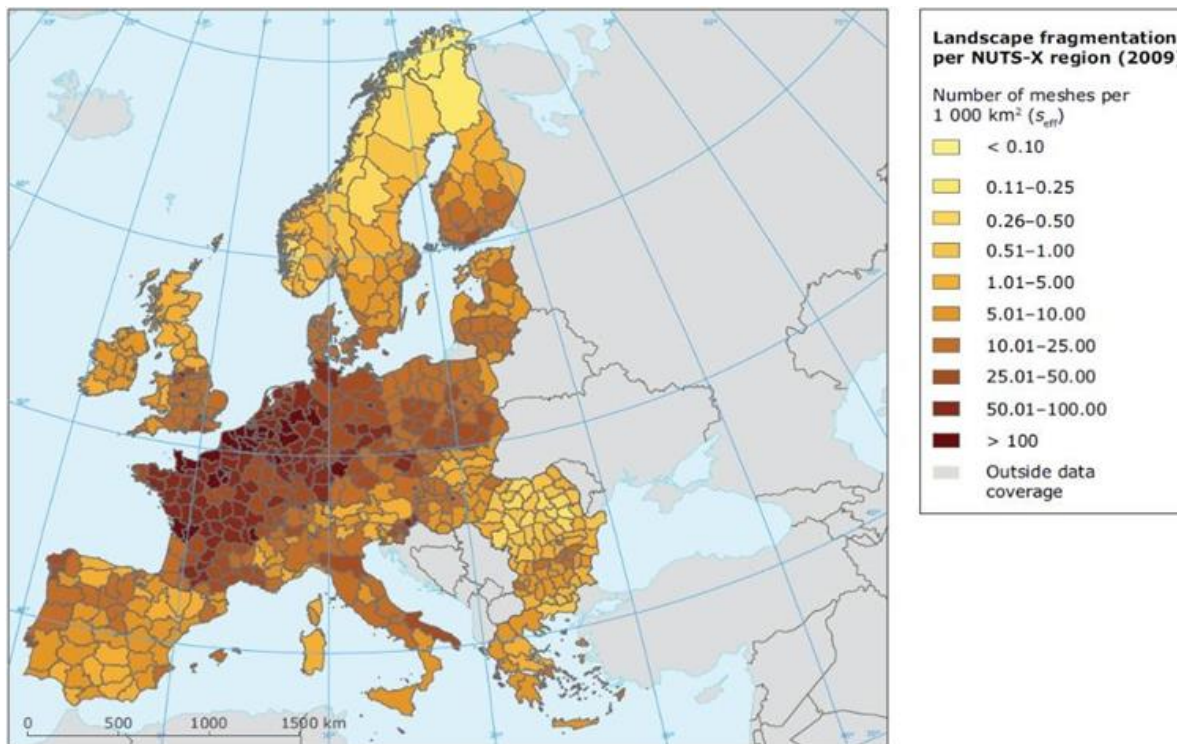 Landscape fragmentation
per NUTS-X region (2009)
Number of meshes per
1 000 km² (s_eff)
< 0.10
0.11–0.25
0.26–0.50
0.51–1.00
1.01–5.00
5.01–10.00
10.01–25.00
25.01–50.00
50.01–100.00
> 100
Outside data
coverage
0 500 1000 1500 km